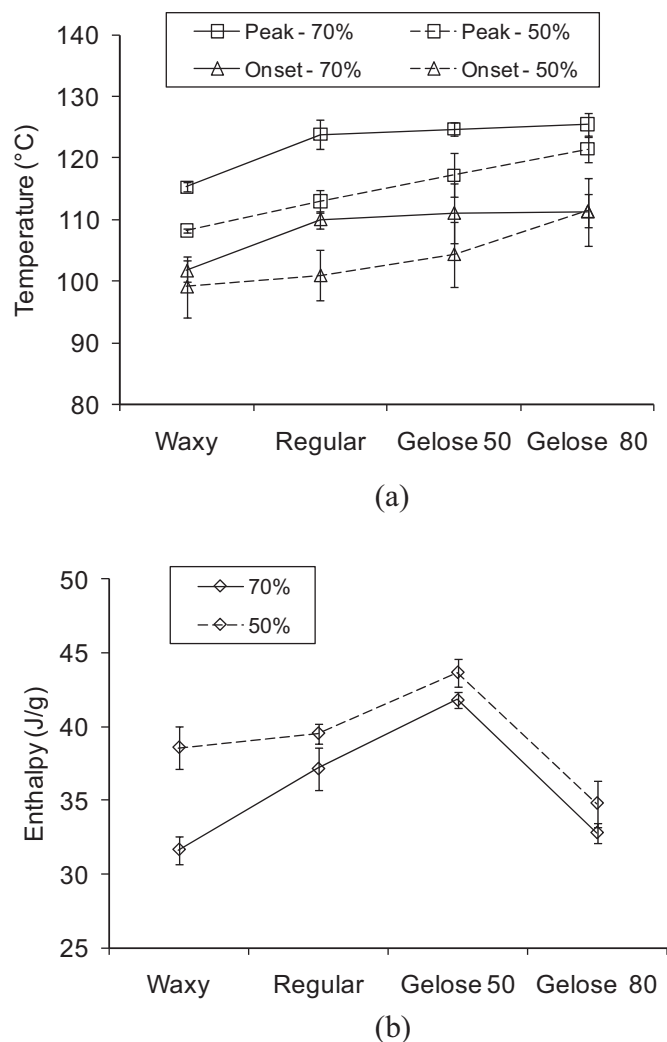 140
130
120
110
100
90
80
Temperature (°C)
Peak - 70%
Peak - 50%
Onset - 70%
Onset - 50%
Waxy Regular Gelose 50 Gelose 80
(a)
50
45
40
35
30
25
Enthalpy (J/g)
70%
50%
Waxy Regular Gelose 50 Gelose 80
(b)